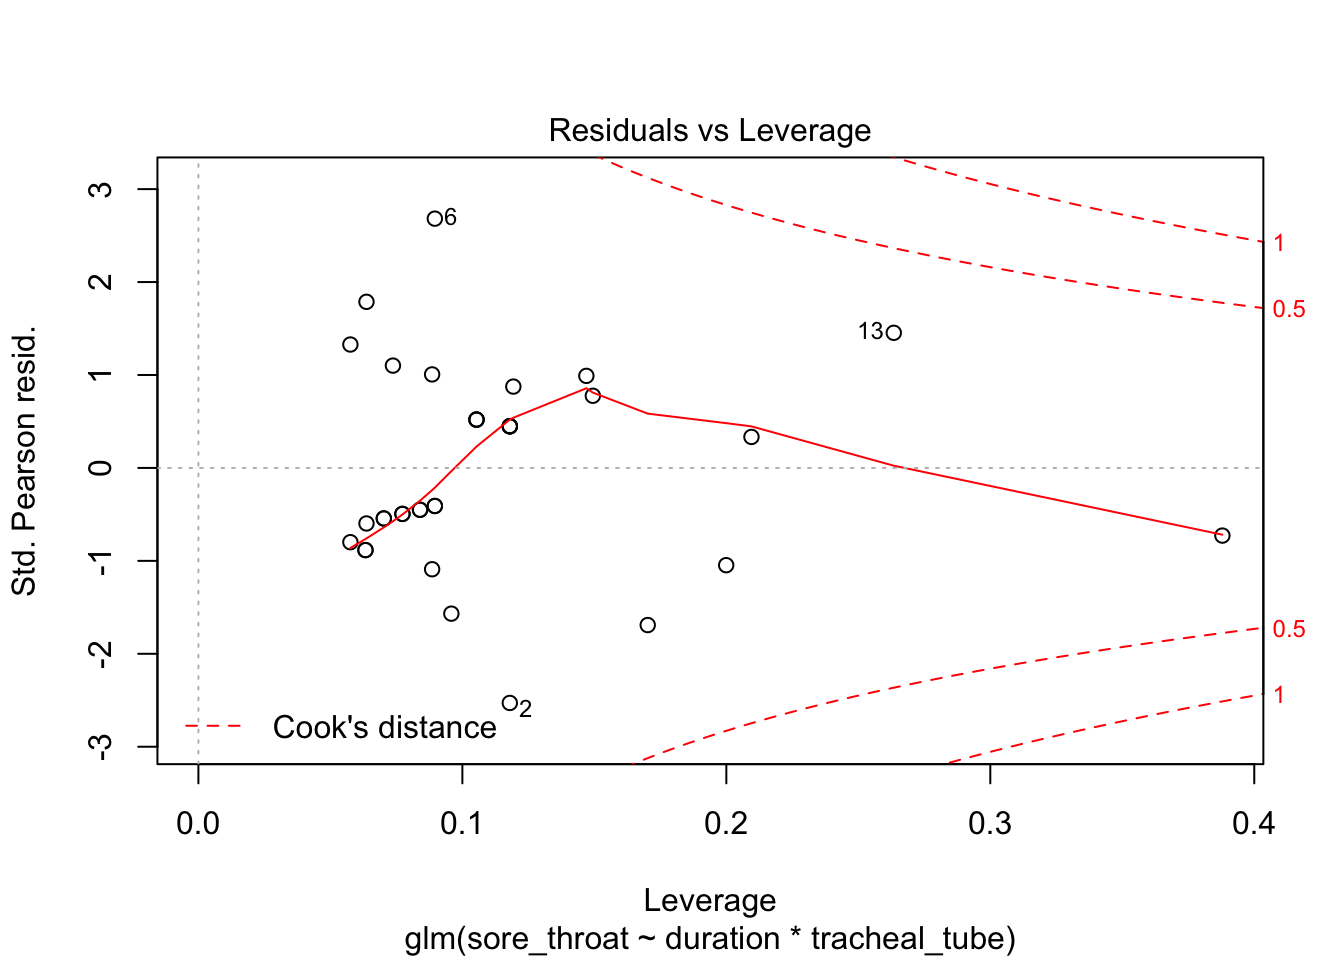 Residuals vs Leverage
Std. Pearson resid.
3
2
1
0
-1
-2
-3
6
13
2
1
0.5
0.5
1
Cook's distance
0.0 0.1 0.2 0.3 0.4
Leverage
glm(sore_throat ~ duration * tracheal_tube)